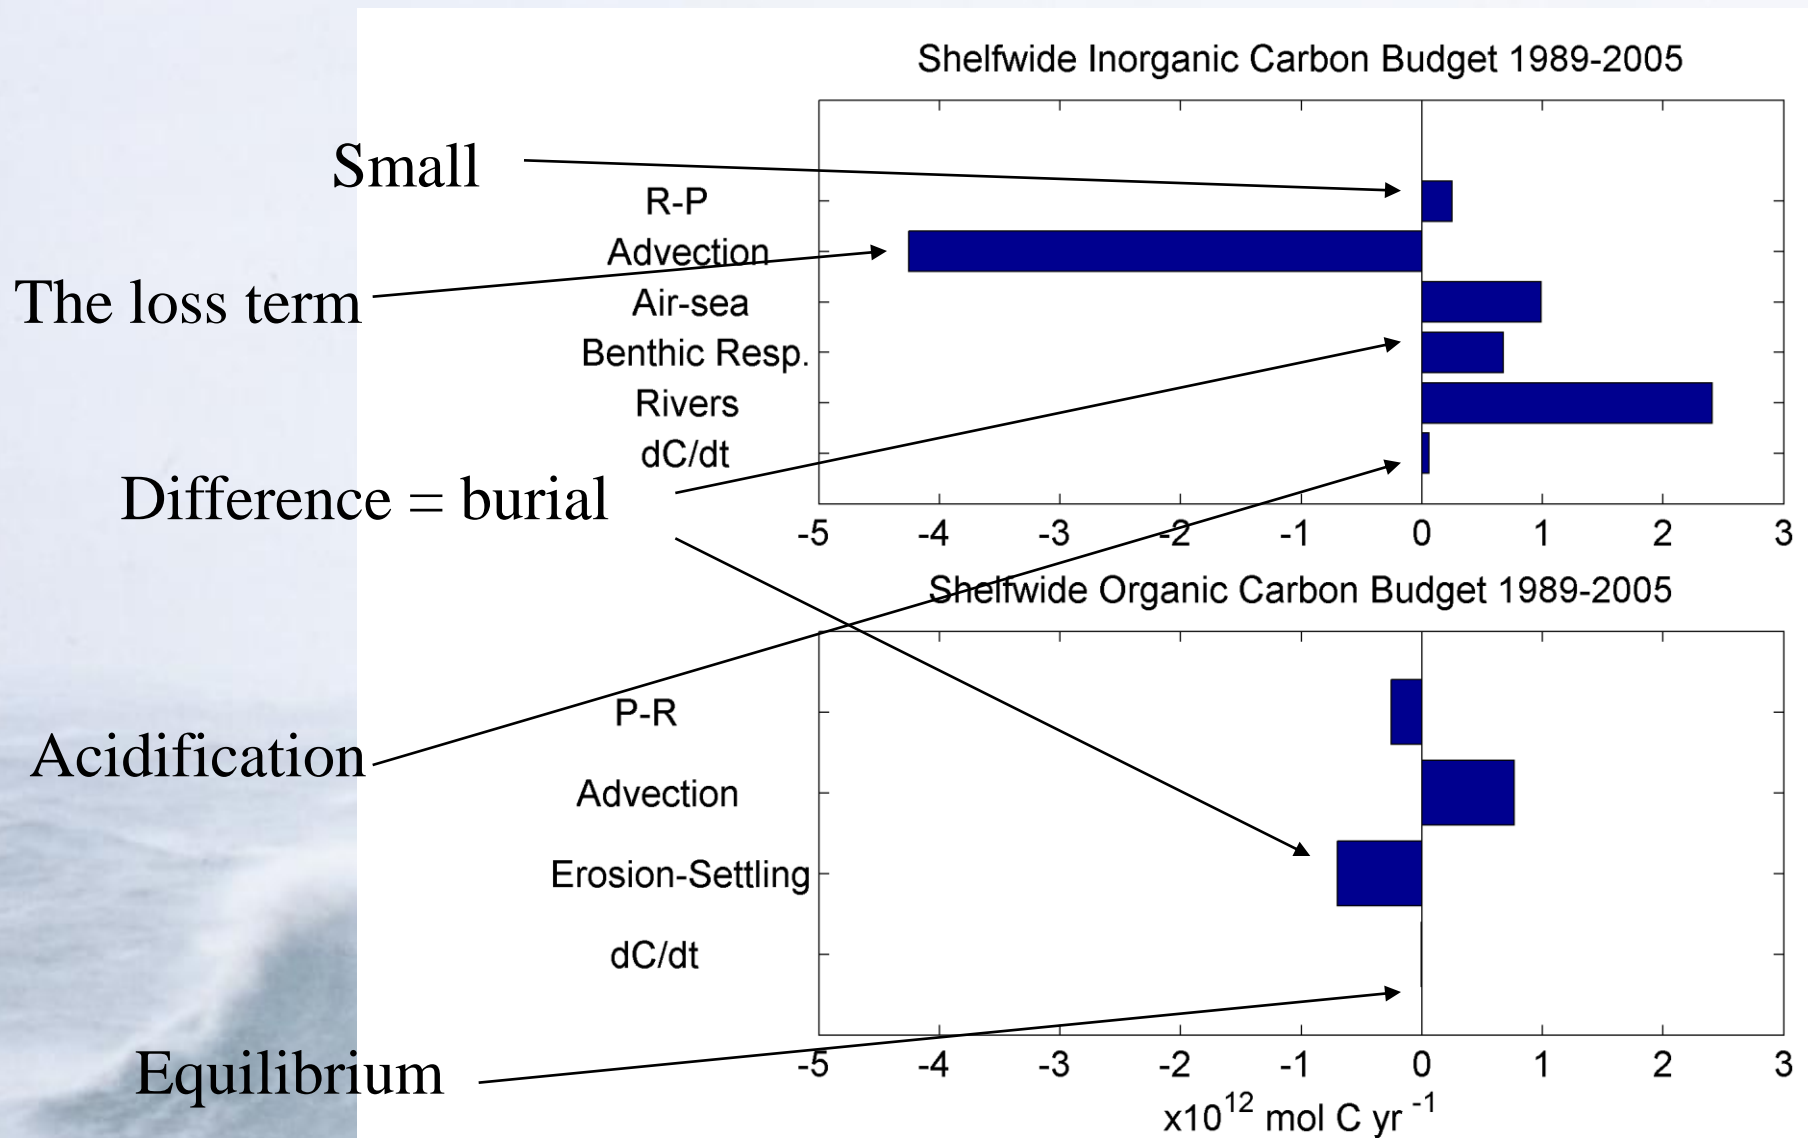 Shelfwide Inorganic Carbon Budget 1989-2005
Small
R-P
Advection
The loss term
Air-sea
Benthic Resp.
Rivers
dC/dt
Difference = burial
-5 -4 -3 -2 -1 0 1 2 3
Shelfwide Organic Carbon Budget 1989-2005
P-R
Acidification
Advection
Erosion-Settling
dC/dt
Equilibrium
-5 -4 -3 -2 -1 0 1 2 3
x10^12 mol C yr^-1